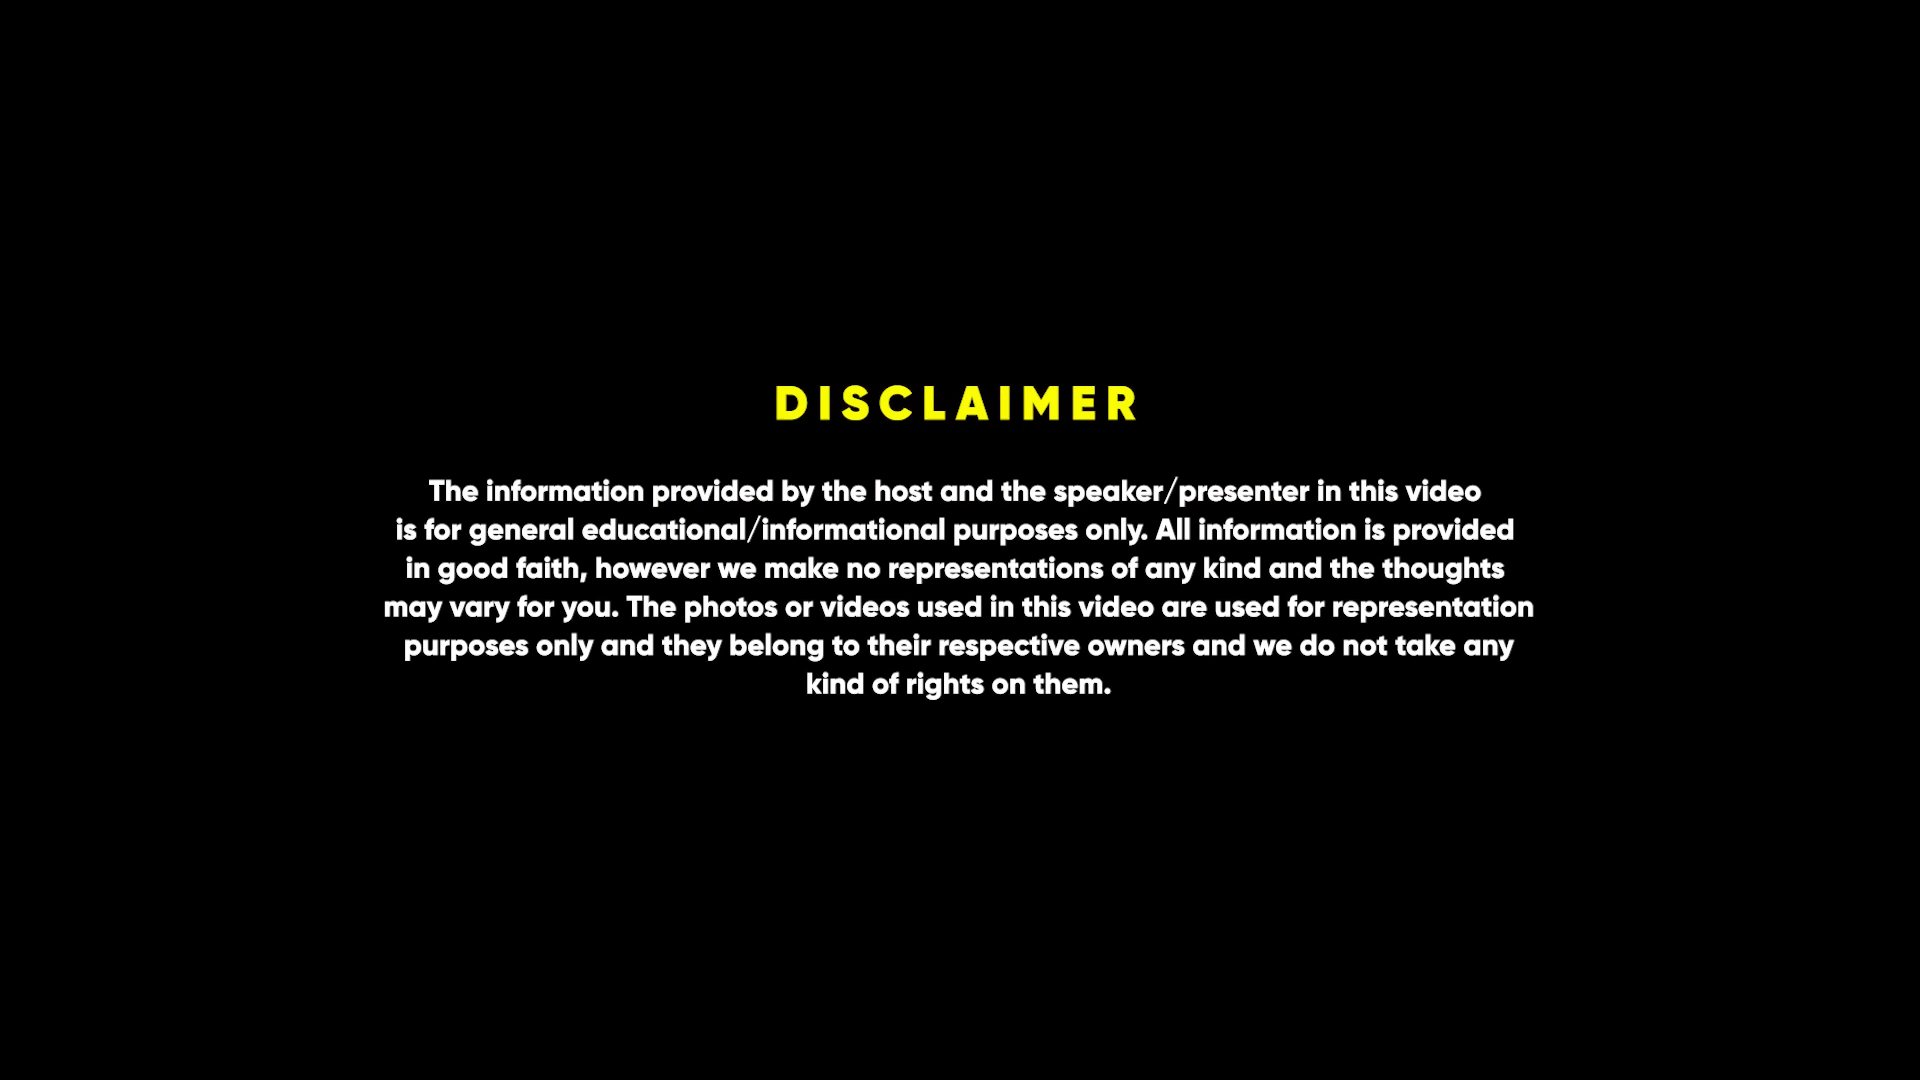 DISCLAIMER
The information provided by the host and the speaker/presenter in this video
is for general educational/informational purposes only. All information is provided
in good faith, however we make no representations of any kind and the thoughts
may vary for you. The photos or videos used in this video are used for representation
purposes only and they belong to their respective owners and we do not take any
kind of rights on them.